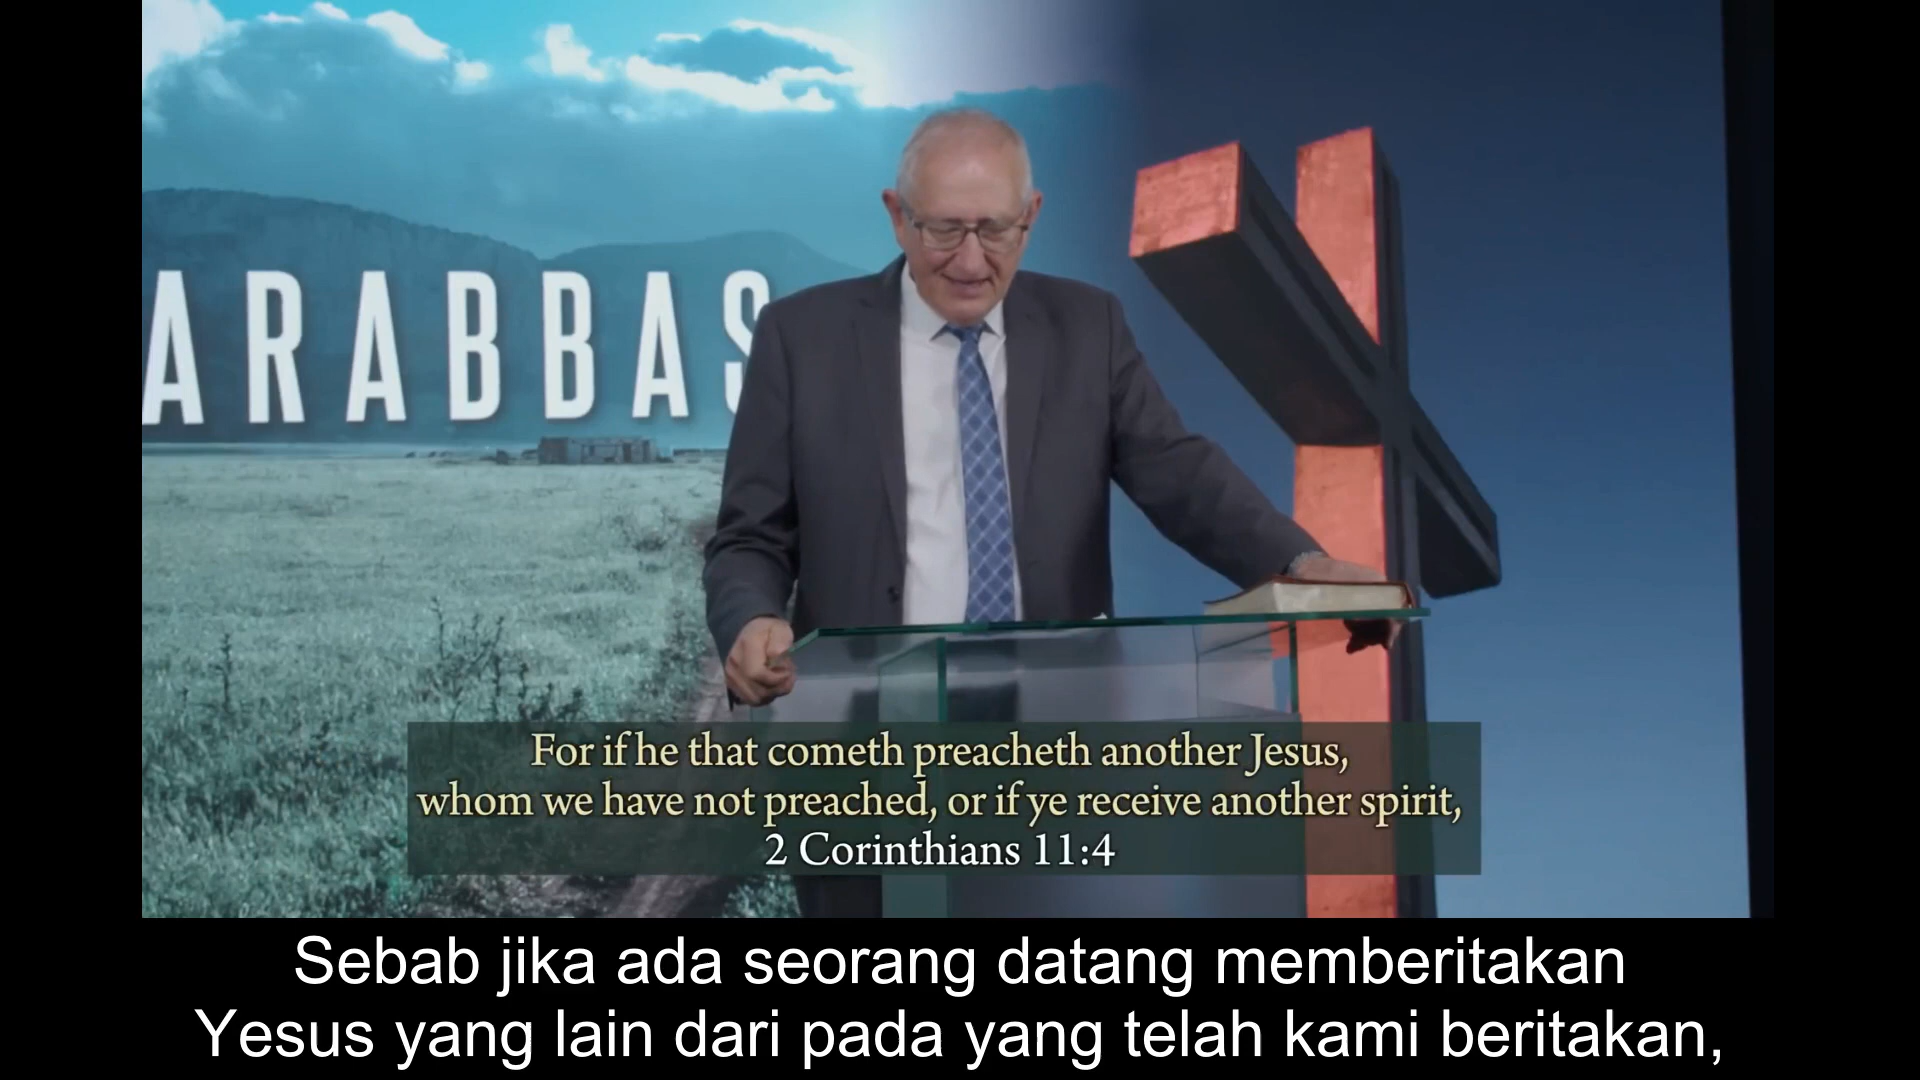 ARABBAS
For if he that cometh preacheth another Jesus,
whom we have not preached, or if ye receive another spirit,
2 Corinthians 11:4
Sebab jika ada seorang datang memberitakan
Yesus yang lain dari pada yang telah kami beritakan,